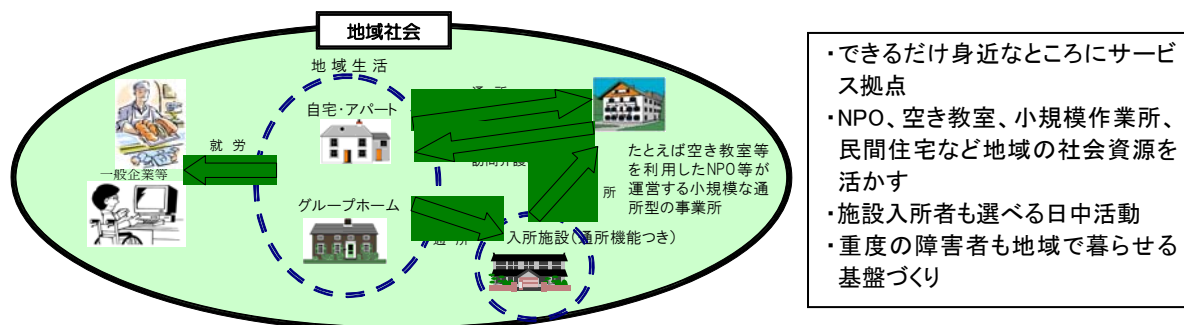 地域社会
地 域 生 活
自宅・アパート
就 労
一般企業等
グループホーム
入所施設（通所機能つき）
たとえば空き教室等
を利用したNPO等が
運営する小規模な通
所型の事業所
・できるだけ身近なところにサービ
ス拠点
・NPO、空き教室、小規模作業所、
民間住宅など地域の社会資源を
活かす
・施設入所者も選べる日中活動
・重度の障害者も地域で暮らせる
基盤づくり